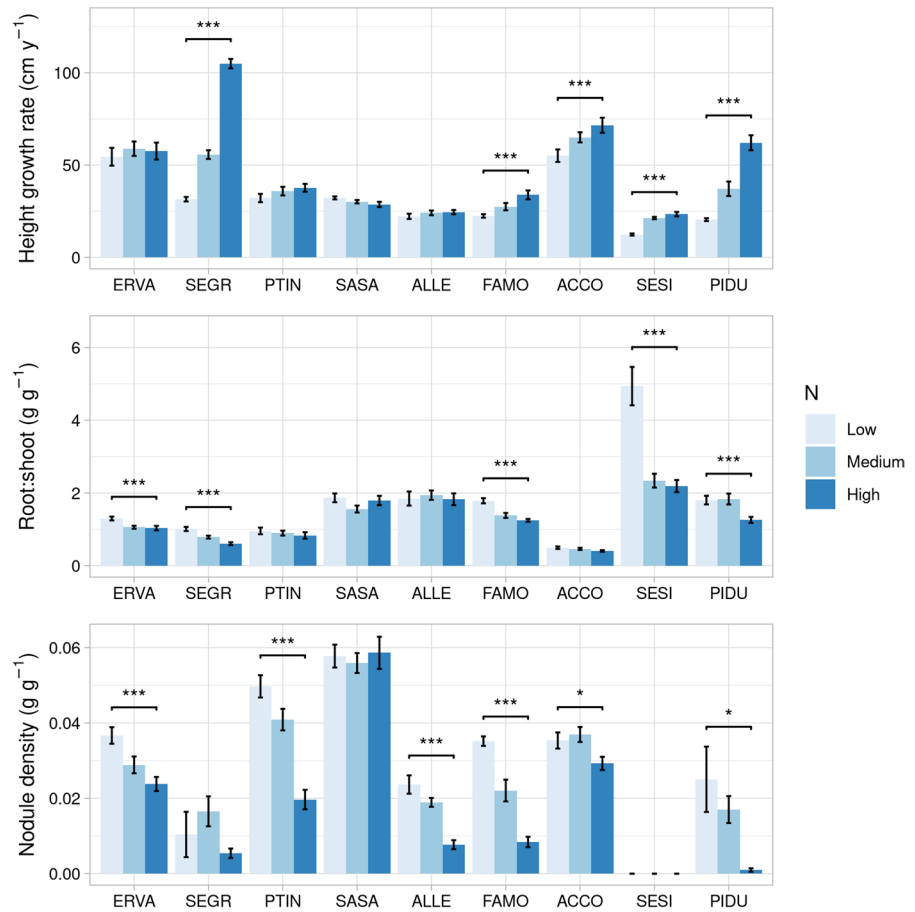 Height growth rate (cm y⁻¹)
100
50
0
***
***
***
***
***
ERVA SEGR PTIN SASA ALLE FAMO ACCO SESI PIDU
Root:shoot (g g⁻¹)
6
4
2
0
***
***
***
***
***
ERVA SEGR PTIN SASA ALLE FAMO ACCO SESI PIDU
N
Low
Medium
High
Nodule density (g g⁻¹)
0.06
0.04
0.02
0.00
***
***
***
***
*
*
ERVA SEGR PTIN SASA ALLE FAMO ACCO SESI PIDU